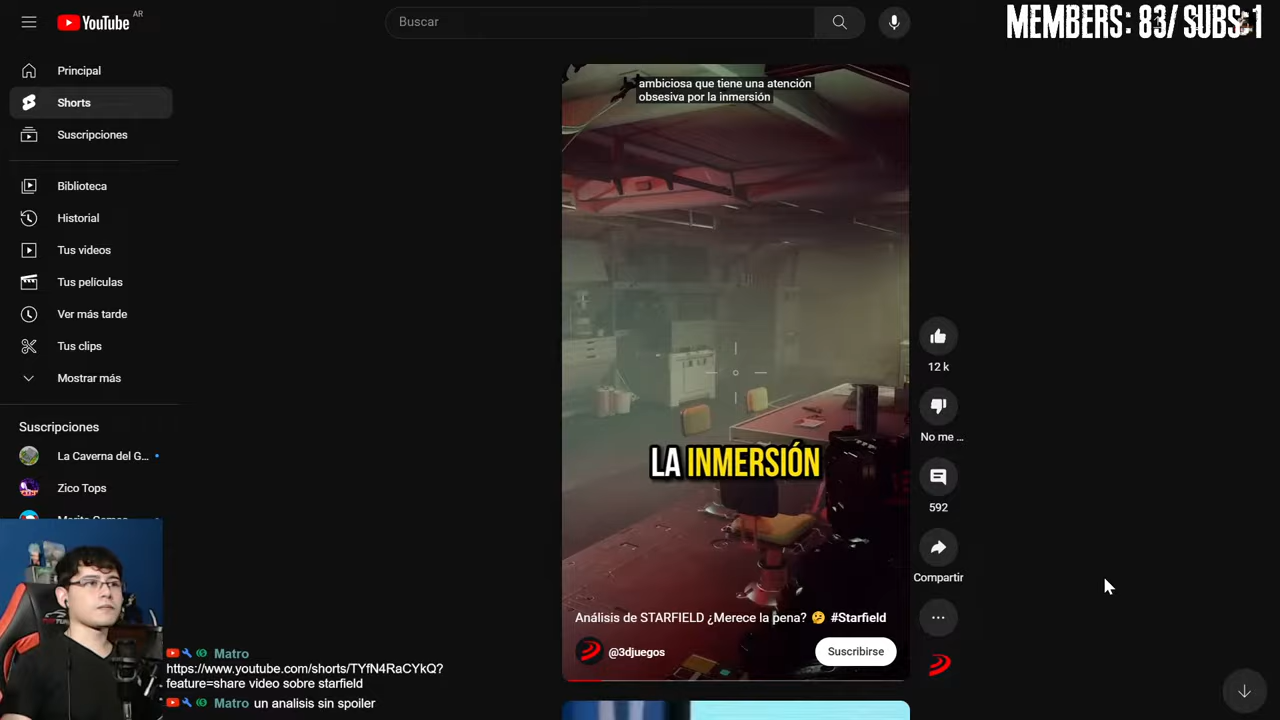 YouTube AR
Buscar
MEMBERS: 83/ SUBS:1
Principal
Shorts
Suscripciones
Biblioteca
Historial
Tus videos
Tus películas
Ver más tarde
Tus clips
Mostrar más
Suscripciones
La Caverna del G...
Zico Tops
ambiciosa que tiene una atención
obsesiva por la inmersión
LA INMERSIÓN
Análisis de STARFIELD ¿Merece la pena? 🤔 #Starfield
@3djuegos
Suscribirse
12 k
No me ...
592
Compartir
Matro
https://www.youtube.com/shorts/TYfN4RaCYkQ?
feature=share video sobre starfield
Matro un analisis sin spoiler